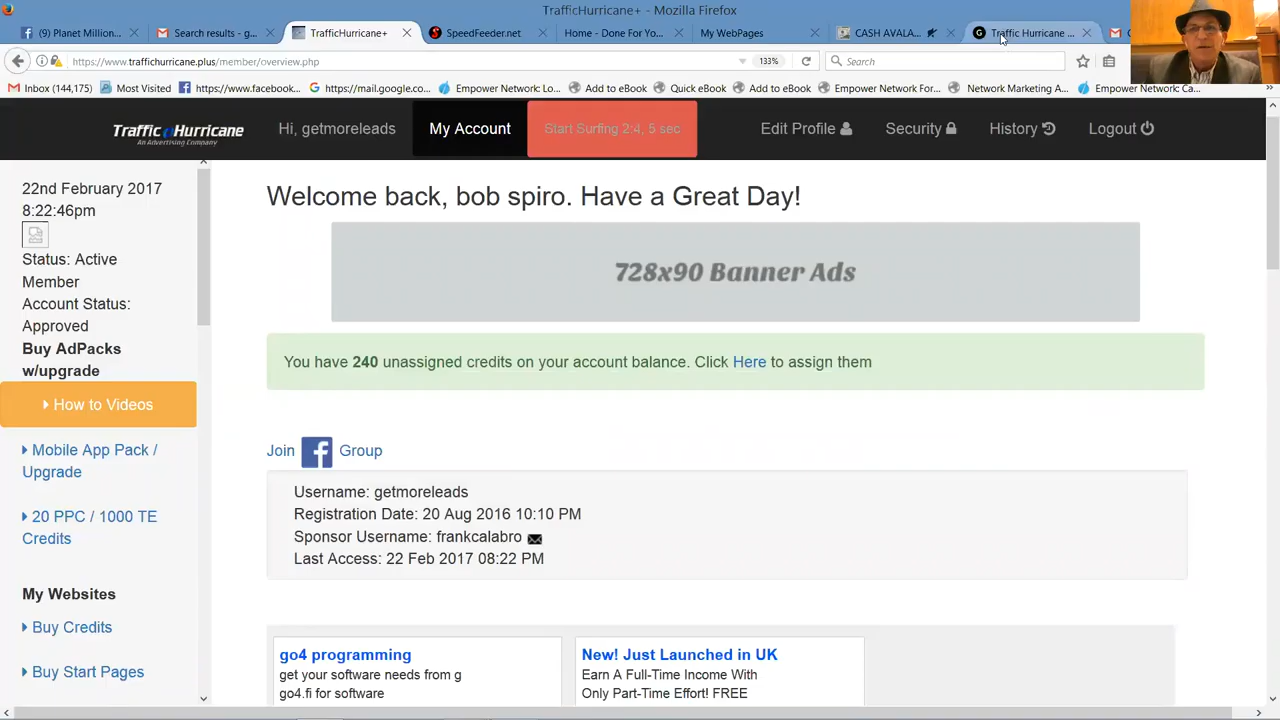 TrafficHurricane+ - Mozilla Firefox
(9) Planet Million...
Search results - g...
TrafficHurricane+
SpeedFeeder.net
Home - Done For Yo...
My WebPages
CASH AVALA...
Traffic Hurricane ...
https://www.traffichurricane.plus/member/overview.php
133%
Search
Inbox (144,175)
Most Visited
https://www.facebook...
https://mail.google.co...
Empower Network: Lo...
Add to eBook
Quick eBook
Add to eBook
Empower Network For...
Network Marketing A...
Empower Network: Ca...
Traffic Hurricane
An Advertising Company
Hi, getmoreleads
My Account
Start Surfing 2:4, 5 sec
Edit Profile
Security
History
Logout
22nd February 2017
8:22:46pm
Status: Active
Member
Account Status:
Approved
Buy AdPacks
w/upgrade
How to Videos
Mobile App Pack /
Upgrade
20 PPC / 1000 TE
Credits
My Websites
Buy Credits
Buy Start Pages
Welcome back, bob spiro. Have a Great Day!
728x90 Banner Ads
You have 240 unassigned credits on your account balance. Click Here to assign them
Join Group
Username: getmoreleads
Registration Date: 20 Aug 2016 10:10 PM
Sponsor Username: frankcalabro
Last Access: 22 Feb 2017 08:22 PM
go4 programming
get your software needs from g
go4.fi for software
New! Just Launched in UK
Earn A Full-Time Income With
Only Part-Time Effort! FREE